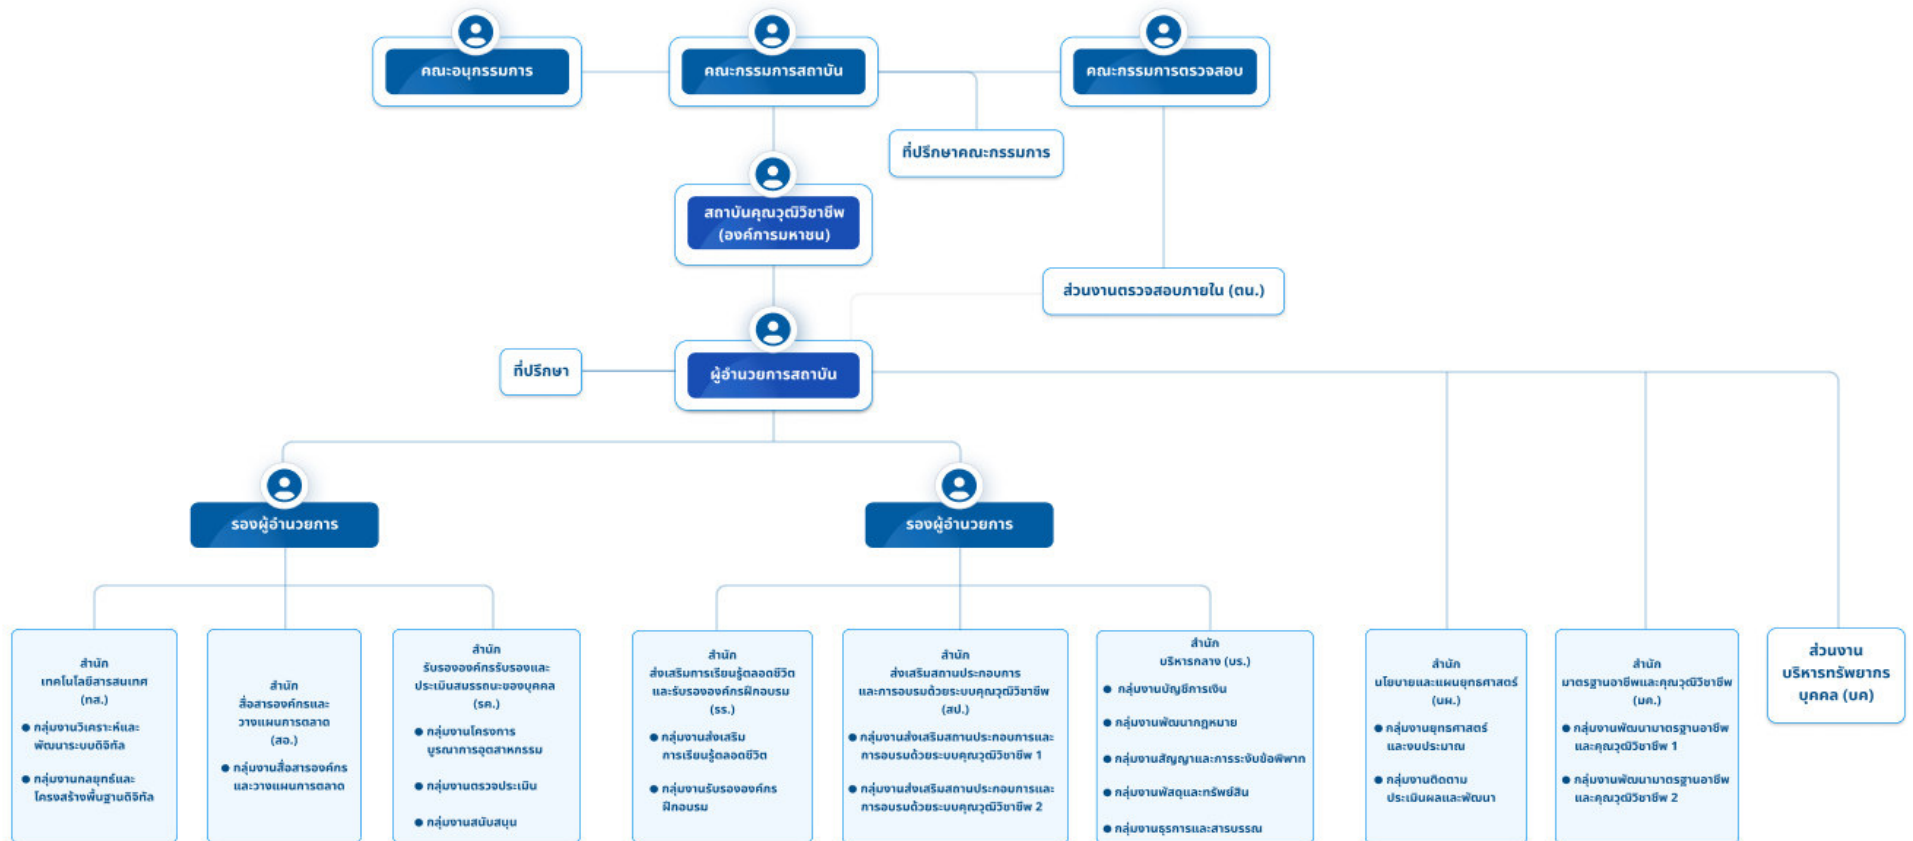 คณะอนุกรรมการ
คณะกรรมการสถาบัน
คณะกรรมการตรวจสอบ
ที่ปรึกษาคณะกรรมการ
สถาบันคุณวุฒิวิชาชีพ
(องค์การมหาชน)
ส่วนงานตรวจสอบภายใน (ตน.)
ที่ปรึกษา
ผู้อำนวยการสถาบัน
รองผู้อำนวยการ
รองผู้อำนวยการ
สำนัก
เทคโนโลยีสารสนเทศ
(ทส.)
● กลุ่มงานวิเคราะห์และ
พัฒนาระบบดิจิทัล
● กลุ่มงานกลยุทธ์และ
โครงสร้างพื้นฐานดิจิทัล
สำนัก
สื่อสารองค์กรและ
วางแผนการตลาด
(สอ.)
● กลุ่มงานสื่อสารองค์กร
และวางแผนการตลาด
สำนัก
รับรององค์กรรับรองและ
ประเมินสมรรถนะของบุคคล
(รค.)
● กลุ่มงานโครงการ
บูรณาการอุตสาหกรรม
● กลุ่มงานตรวจประเมิน
● กลุ่มงานสนับสนุน
สำนัก
ส่งเสริมการเรียนรู้ตลอดชีวิต
และรับรององค์กรฝึกอบรม
(รร.)
● กลุ่มงานส่งเสริม
การเรียนรู้ตลอดชีวิต
● กลุ่มงานรับรององค์กร
ฝึกอบรม
สำนัก
ส่งเสริมสถานประกอบการ
และการอบรมด้วยระบบคุณวุฒิวิชาชีพ
(สป.)
● กลุ่มงานส่งเสริมสถานประกอบการและ
การอบรมด้วยระบบคุณวุฒิวิชาชีพ 1
● กลุ่มงานส่งเสริมสถานประกอบการและ
การอบรมด้วยระบบคุณวุฒิวิชาชีพ 2
สำนัก
บริหารกลาง (บร.)
● กลุ่มงานบัญชีการเงิน
● กลุ่มงานพัฒนากฎหมาย
● กลุ่มงานสัญญาและการระงับข้อพิพาท
● กลุ่มงานพัสดุและทรัพย์สิน
● กลุ่มงานธุรการและสารบรรณ
สำนัก
นโยบายและแผนยุทธศาสตร์
(นผ.)
● กลุ่มงานยุทธศาสตร์
และงบประมาณ
● กลุ่มงานติดตาม
ประเมินผลและพัฒนา
สำนัก
มาตรฐานอาชีพและคุณวุฒิวิชาชีพ
(มค.)
● กลุ่มงานพัฒนามาตรฐานอาชีพ
และคุณวุฒิวิชาชีพ 1
● กลุ่มงานพัฒนามาตรฐานอาชีพ
และคุณวุฒิวิชาชีพ 2
ส่วนงาน
บริหารทรัพยากร
บุคคล (บค)